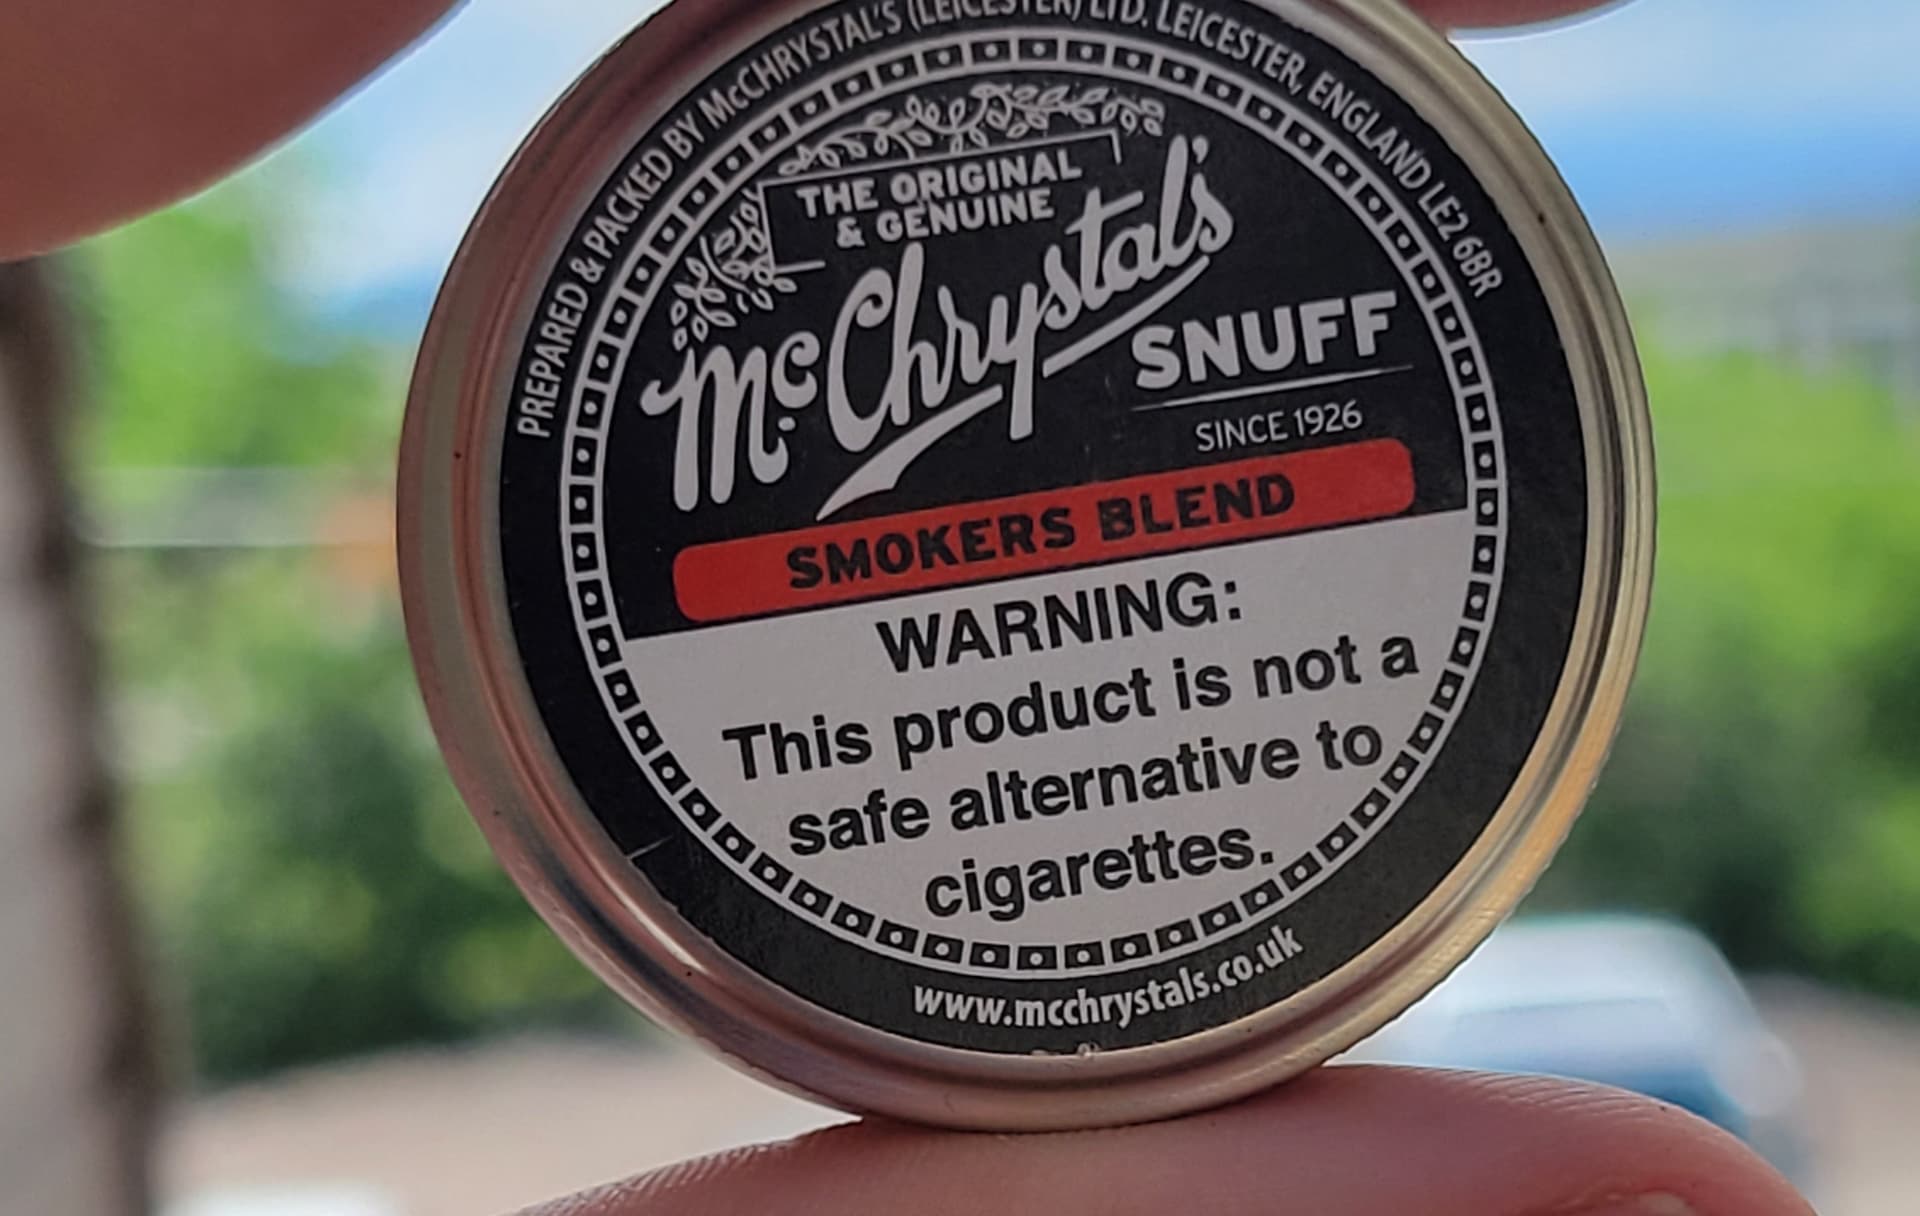 PREPARED & PACKED BY McCHRYSTAL'S (LEICESTER) LTD. LEICESTER, ENGLAND LE2 6BR
THE ORIGINAL
& GENUINE
McChrystal's
SNUFF
SINCE 1926
SMOKERS BLEND
WARNING:
This product is not a
safe alternative to
cigarettes.
www.mcchrystals.co.uk